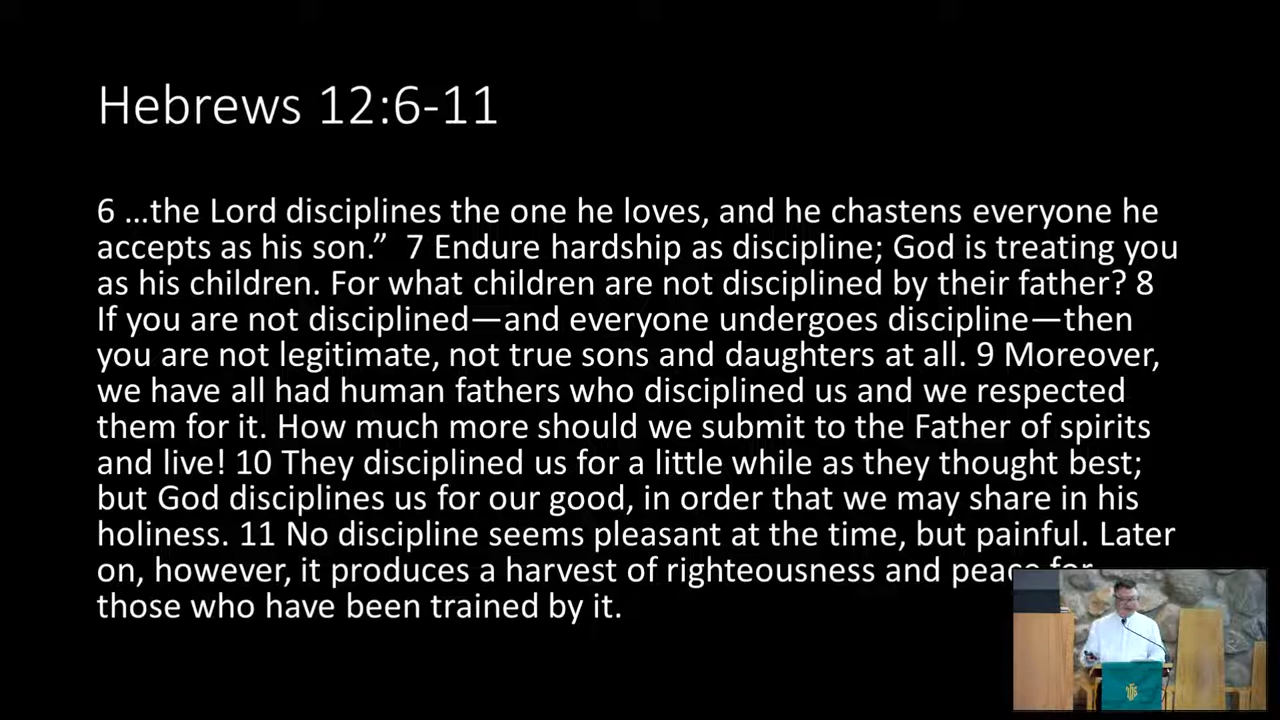 Hebrews 12:6-11
6 …the Lord disciplines the one he loves, and he chastens everyone he
accepts as his son.”  7 Endure hardship as discipline; God is treating you
as his children. For what children are not disciplined by their father? 8
If you are not disciplined—and everyone undergoes discipline—then
you are not legitimate, not true sons and daughters at all. 9 Moreover,
we have all had human fathers who disciplined us and we respected
them for it. How much more should we submit to the Father of spirits
and live! 10 They disciplined us for a little while as they thought best;
but God disciplines us for our good, in order that we may share in his
holiness. 11 No discipline seems pleasant at the time, but painful. Later
on, however, it produces a harvest of righteousness and peace for
those who have been trained by it.